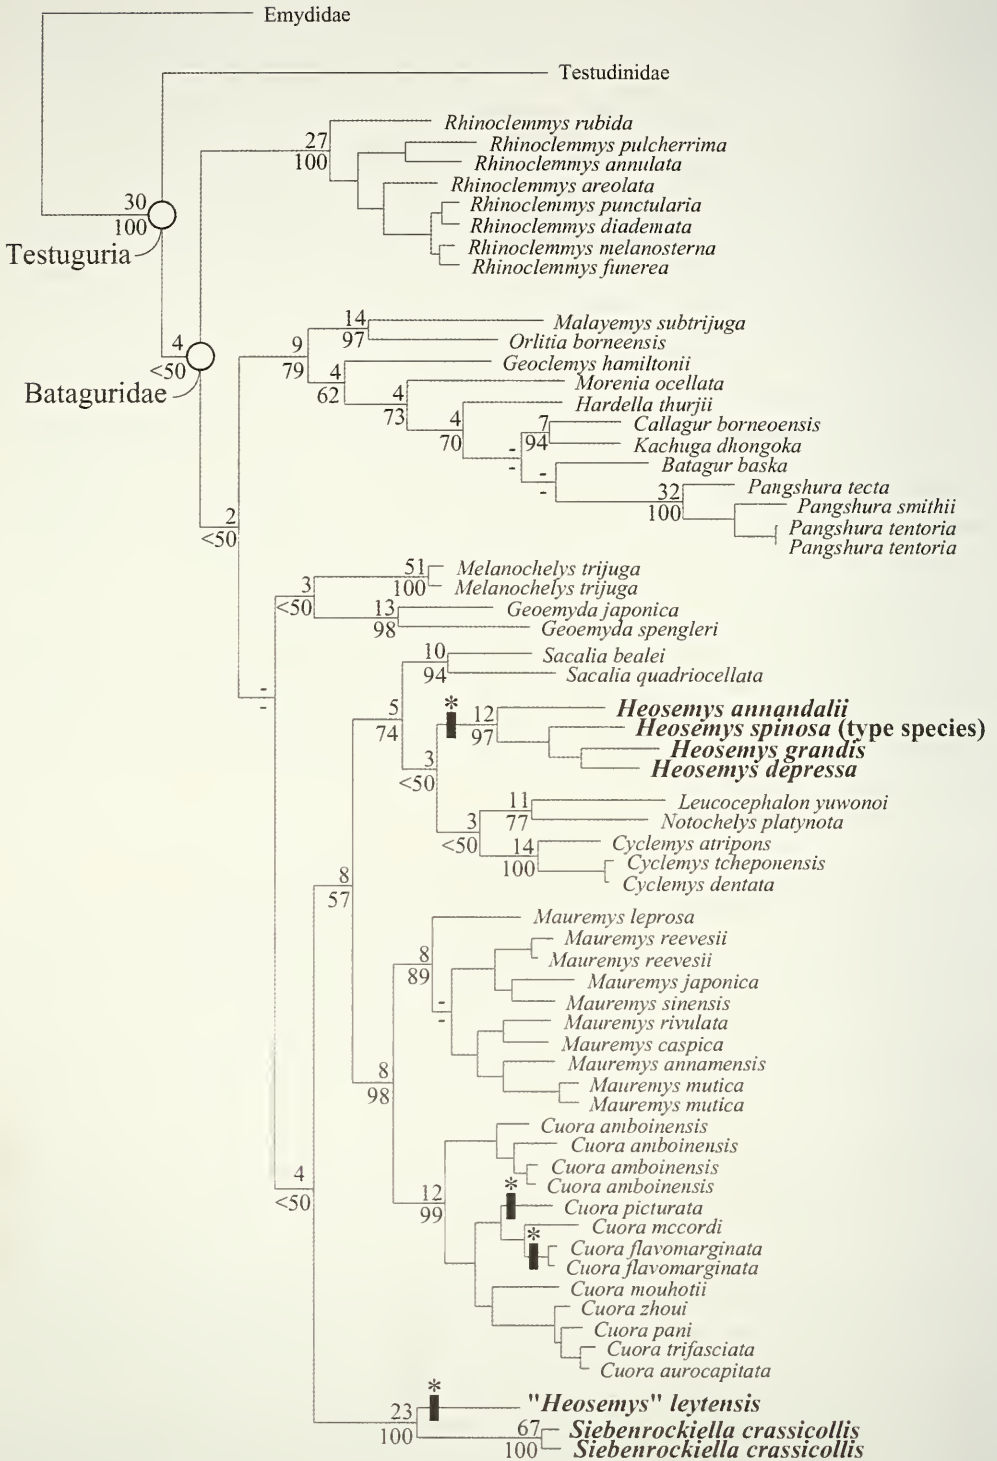 Emydidae
Testudinidae
Rhinoclemmys rubida
27
Rhinoclemmys pulcherrima
100
Rhinoclemmys annulata
Rhinoclemmys areolata
30
Rhinoclemmys punctularia
100
Rhinoclemmys diademata
Testuguria
Rhinoclemmys melanosterna
Rhinoclemmys funerea
14
Malayemys subtrijuga
97
Orlitia borneensis
4
9
<50
79
Geoclemys hamiltonii
4
62
Bataguridae
Morenia ocellata
4
73
Hardella thurjii
4
70
Callagur borneoensis
7
94
Kachuga dhongoka
-
-
Batagur baska
-
-
Pangshura tecta
32
100
Pangshura smithii
2
<50
Pangshura tentoria
Pangshura tentoria
51
Melanochelys trijuga
100
Melanochelys trijuga
3
<50
13
Geoemyda japonica
98
Geoemyda spengleri
10
Sacalia bealei
94
Sacalia quadriocellata
-
-
*
5
74
12
97
Heosemys annandalii
Heosemys spinosa (type species)
Heosemys grandis
Heosemys depressa
3
<50
11
Leucocephalon yuwonoi
77
Notochelys platynota
3
<50
14
Cyclemys atripons
100
Cyclemys tcheponensis
Cyclemys dentata
8
57
Mauremys leprosa
Mauremys reevesii
8
89
Mauremys reevesii
Mauremys japonica
-
-
Mauremys sinensis
Mauremys rivulata
Mauremys caspica
Mauremys annamensis
8
98
Mauremys mutica
Mauremys mutica
Cuora amboinensis
Cuora amboinensis
Cuora amboinensis
Cuora amboinensis
4
<50
12
99
*
Cuora picturata
Cuora mccordi
*
Cuora flavomarginata
Cuora flavomarginata
Cuora mouhotii
Cuora zhoui
Cuora pani
Cuora trifasciata
Cuora aurocapitata
*
"Heosemys" leytensis
23
100
67
Siebenrockiella crassicollis
100
Siebenrockiella crassicollis